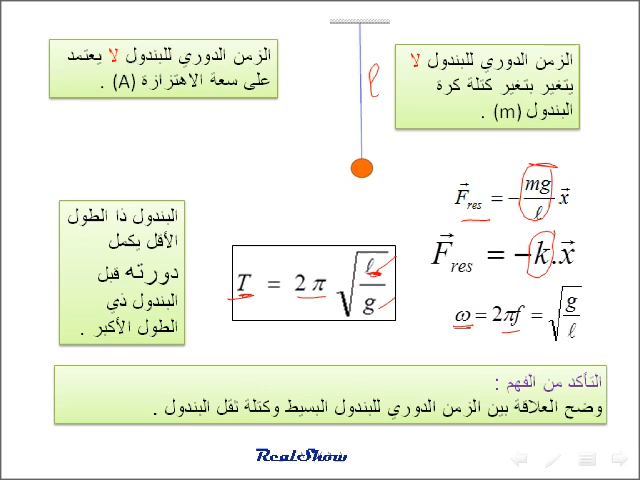 الزمن الدوري للبندول لا يعتمد
على سعة الاهتزازة (A) .
الزمن الدوري للبندول لا
يتغير بتغير كتلة كرة
البندول (m) .
ℓ
F⃗res = −mg/ℓ x⃗
F⃗res = −k.x⃗
ω = 2πf = √(g/ℓ)
البندول ذا الطول
الأقل يكمل
دورته قبل
البندول ذي
الطول الأكبر .
T = 2π √(ℓ/g)
التأكد من الفهم :
وضح العلاقة بين الزمن الدوري للبندول البسيط وكتلة ثقل البندول .
RealShow